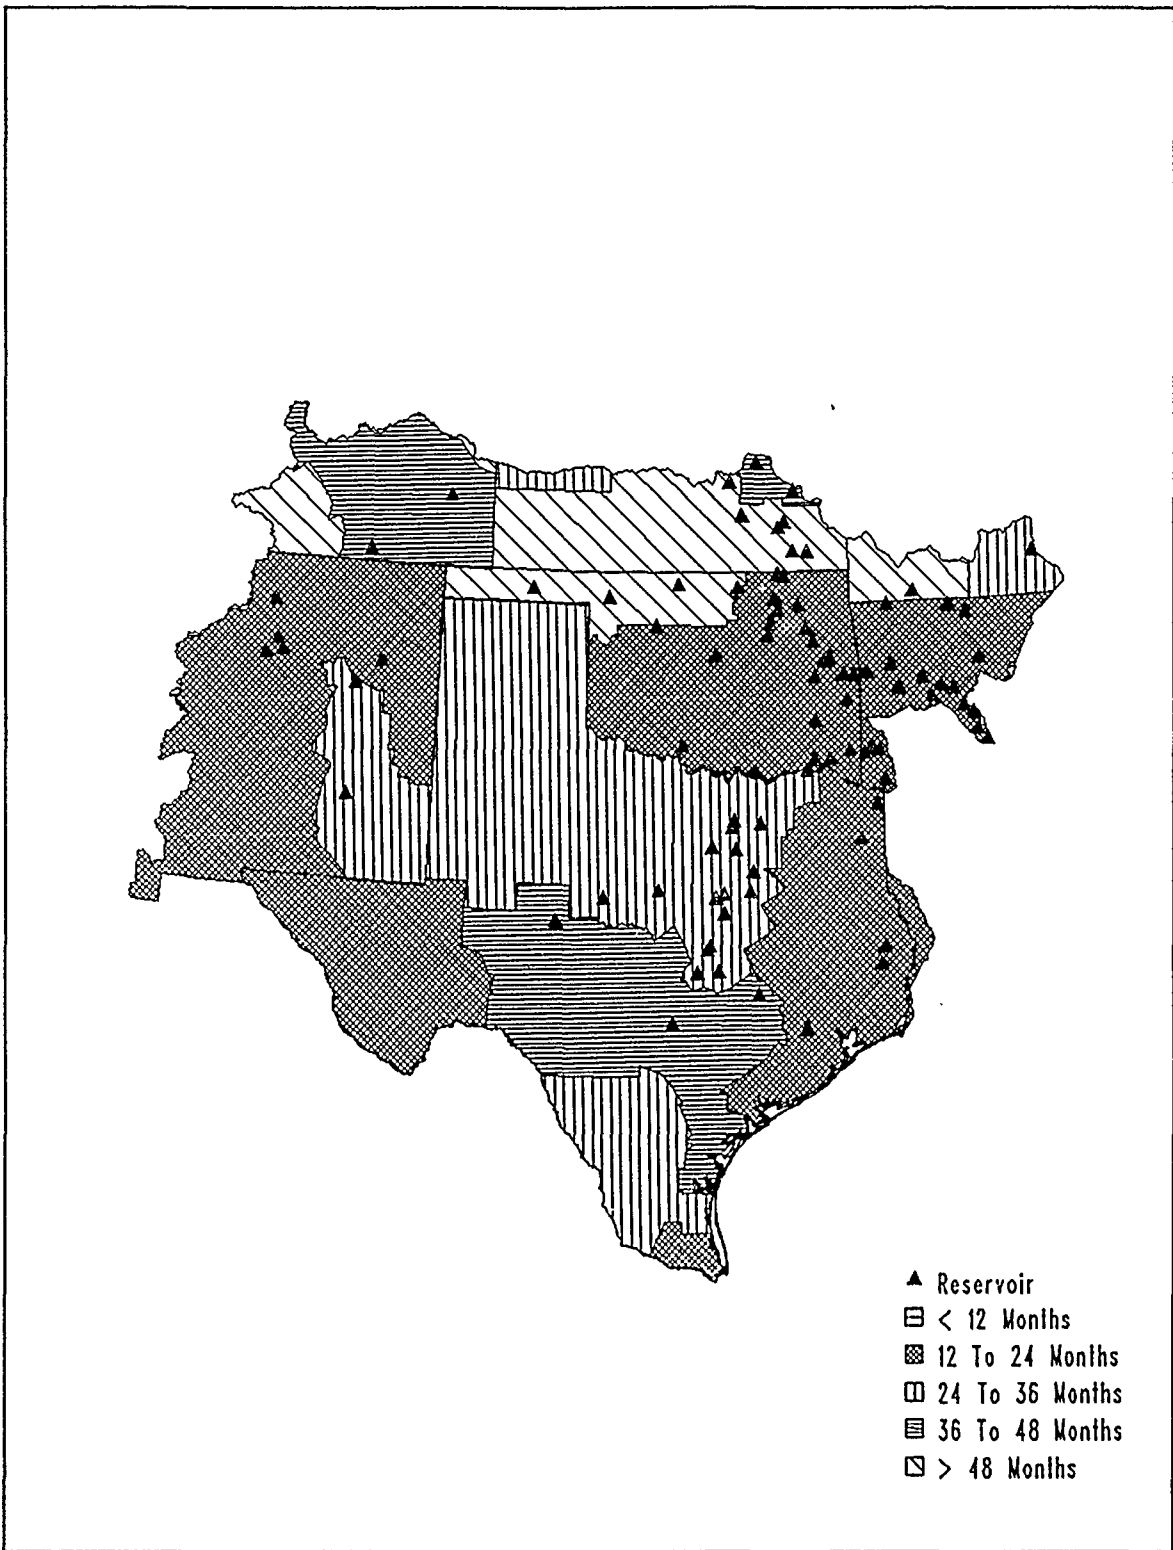 Reservoir
< 12 Months
12 To 24 Months
24 To 36 Months
36 To 48 Months
> 48 Months